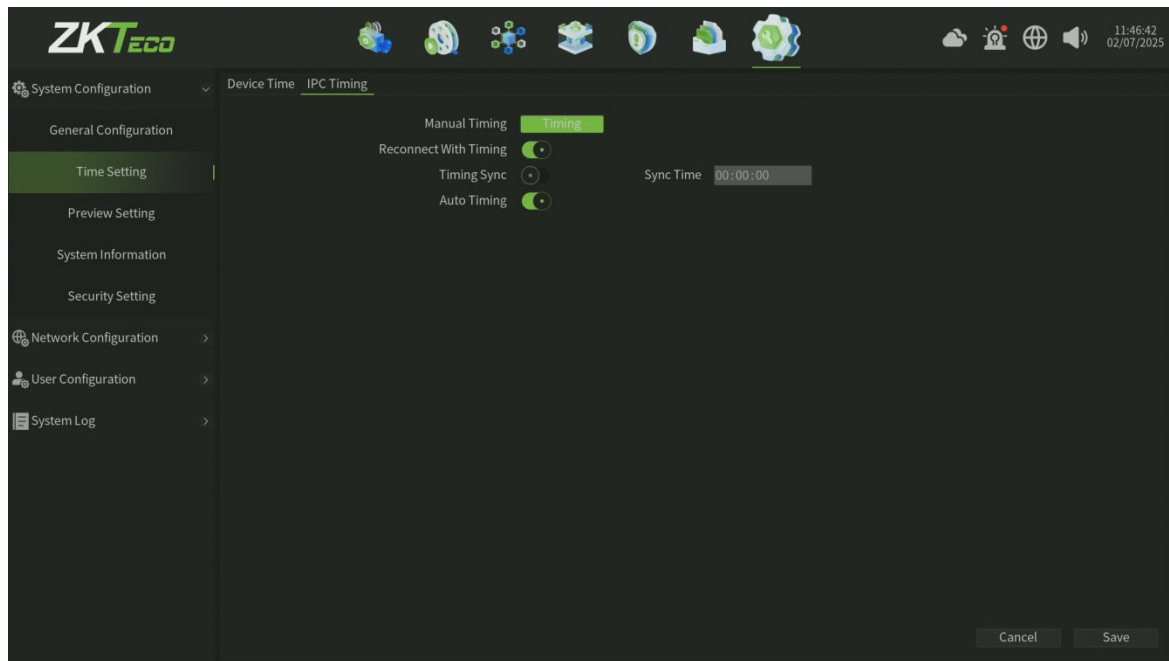 ZKTeco
11:46:42
02/07/2025
System Configuration
General Configuration
Time Setting
Preview Setting
System Information
Security Setting
Network Configuration
User Configuration
System Log
Device Time IPC Timing
Manual Timing Timing
Reconnect With Timing
Timing Sync Sync Time 00:00:00
Auto Timing
Cancel Save